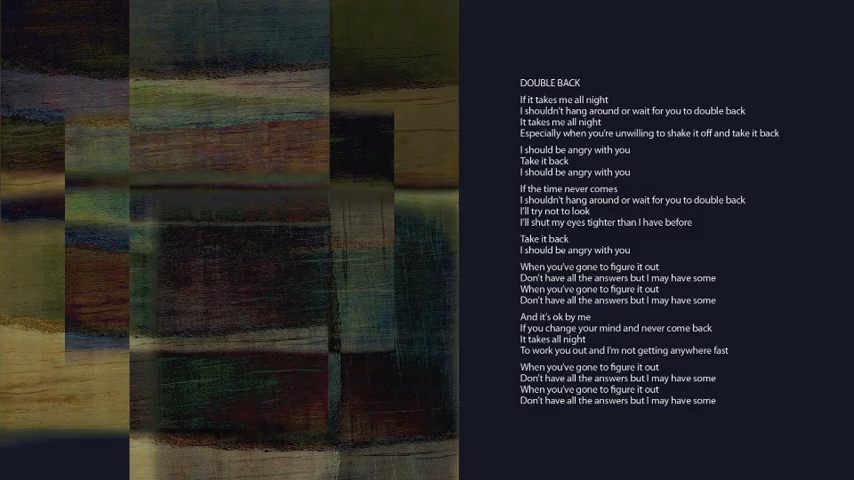 DOUBLE BACK
If it takes me all night
I shouldn't hang around or wait for you to double back
It takes me all night
Especially when you're unwilling to shake it off and take it back
I should be angry with you
Take it back
I should be angry with you
If the time never comes
I shouldn't hang around or wait for you to double back
I'll try not to look
I'll shut my eyes tighter than I have before
Take it back
I should be angry with you
When you've gone to figure it out
Don't have all the answers but I may have some
When you've gone to figure it out
Don't have all the answers but I may have some
And it's ok by me
If you change your mind and never come back
It takes all night
To work you out and I'm not getting anywhere fast
When you've gone to figure it out
Don't have all the answers but I may have some
When you've gone to figure it out
Don't have all the answers but I may have some